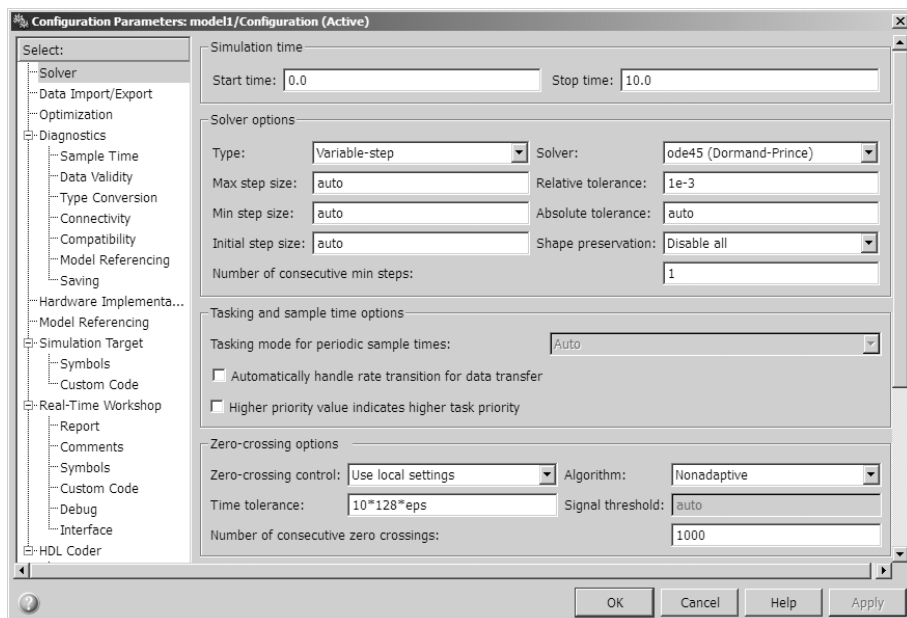 Configuration Parameters: model1/Configuration (Active)
Select:
Solver
Data Import/Export
Optimization
Diagnostics
Sample Time
Data Validity
Type Conversion
Connectivity
Compatibility
Model Referencing
Saving
Hardware Implementa...
Model Referencing
Simulation Target
Symbols
Custom Code
Real-Time Workshop
Report
Comments
Symbols
Custom Code
Debug
Interface
HDL Coder
Simulation time
Start time: 0.0 Stop time: 10.0
Solver options
Type: Variable-step Solver: ode45 (Dormand-Prince)
Max step size: auto Relative tolerance: 1e-3
Min step size: auto Absolute tolerance: auto
Initial step size: auto Shape preservation: Disable all
Number of consecutive min steps: 1
Tasking and sample time options
Tasking mode for periodic sample times: Auto
Automatically handle rate transition for data transfer
Higher priority value indicates higher task priority
Zero-crossing options
Zero-crossing control: Use local settings Algorithm: Nonadaptive
Time tolerance: 10*128*eps Signal threshold: auto
Number of consecutive zero crossings: 1000
OK Cancel Help Apply